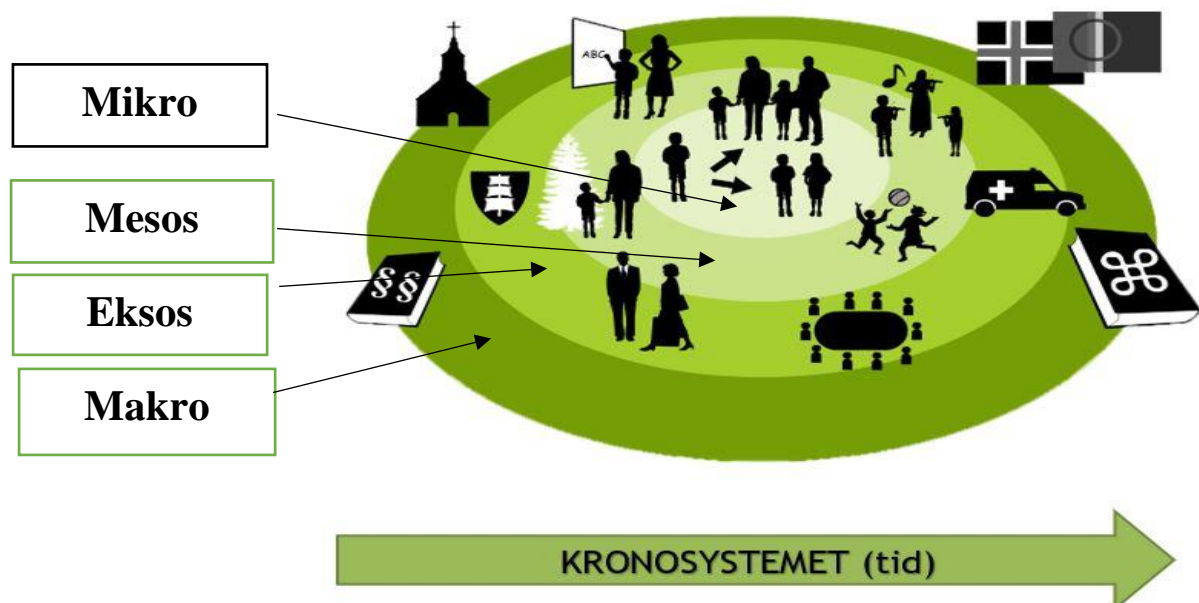 Mikro
Mesos
Eksos
Makro
ABC
§§
KRONOSYSTEMET (tid)